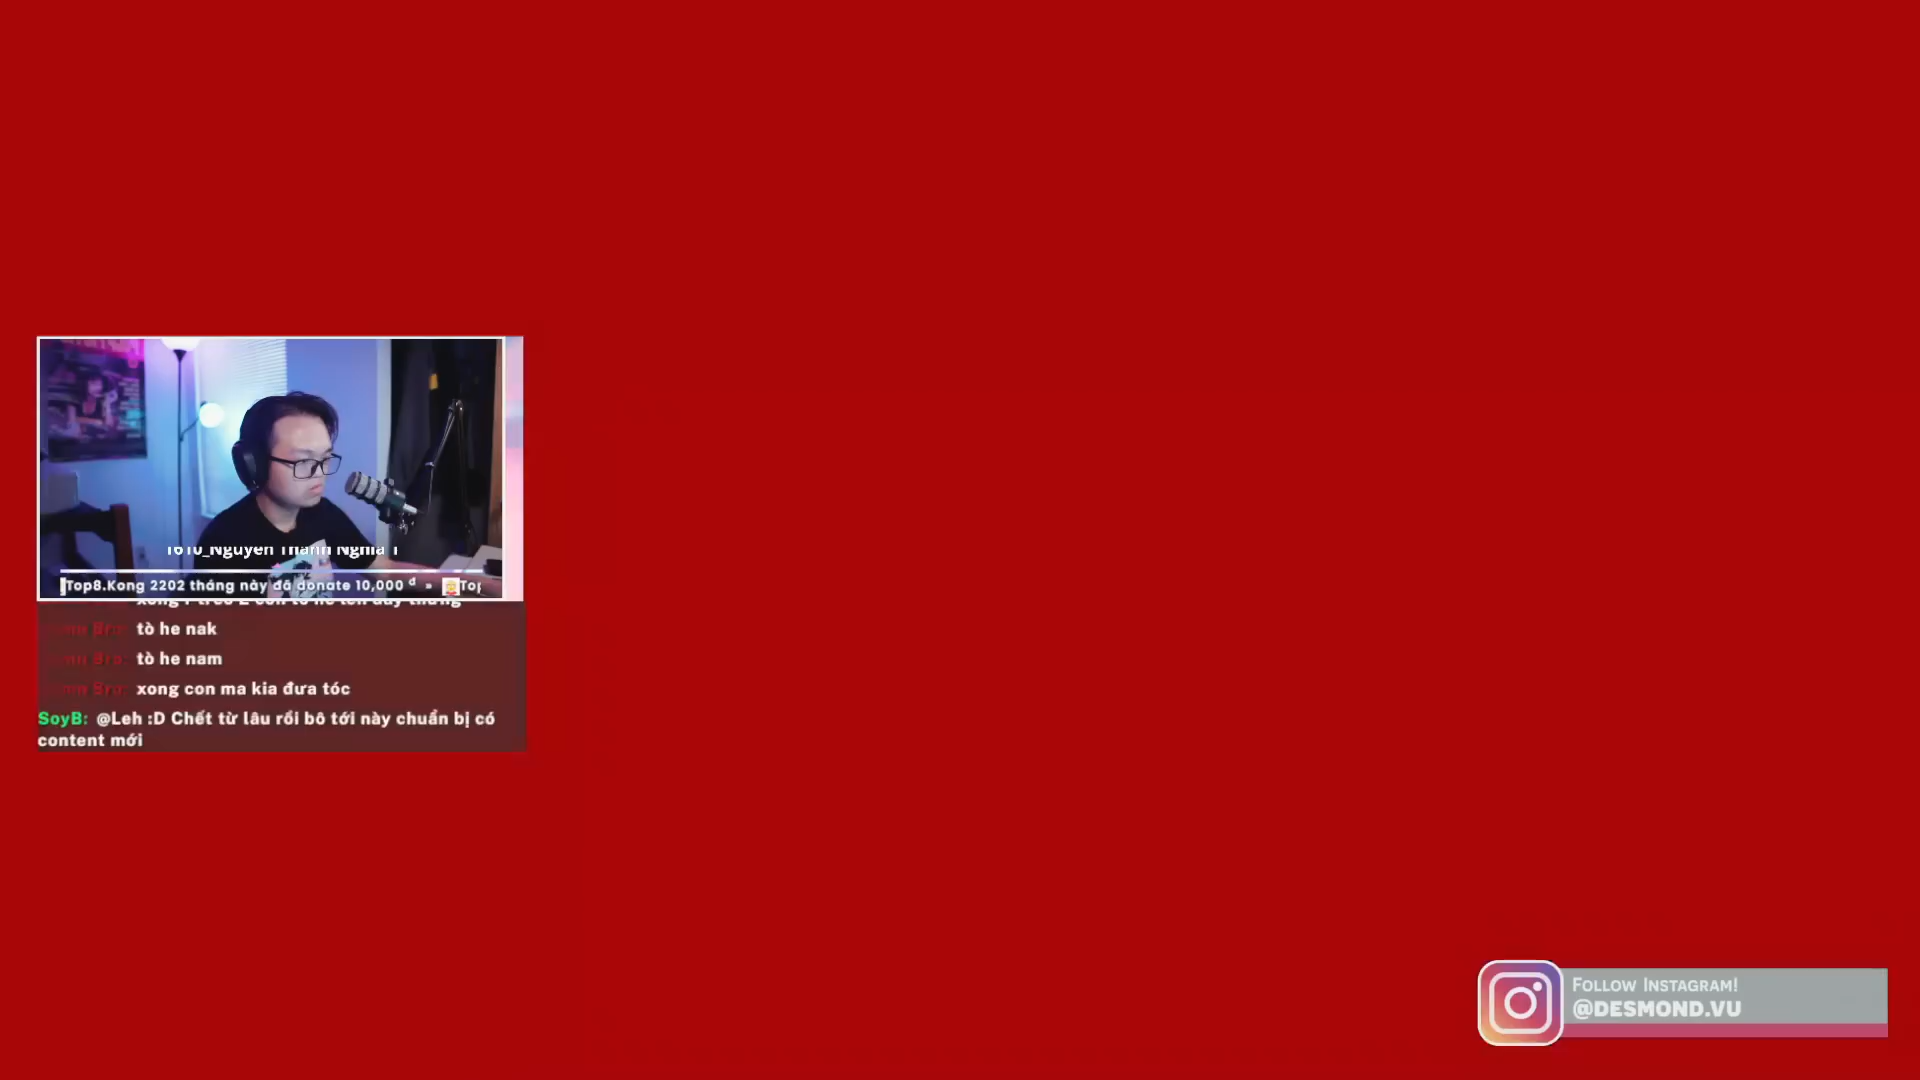 Top8.Kong 2202 tháng này đã donate 10,000 đ » Top
tò he nak
tò he nam
xong con ma kia đưa tóc
SoyB: @Leh :D Chết từ lâu rồi bô tới này chuẩn bị có
content mới
Follow Instagram!
@DESMOND.VU